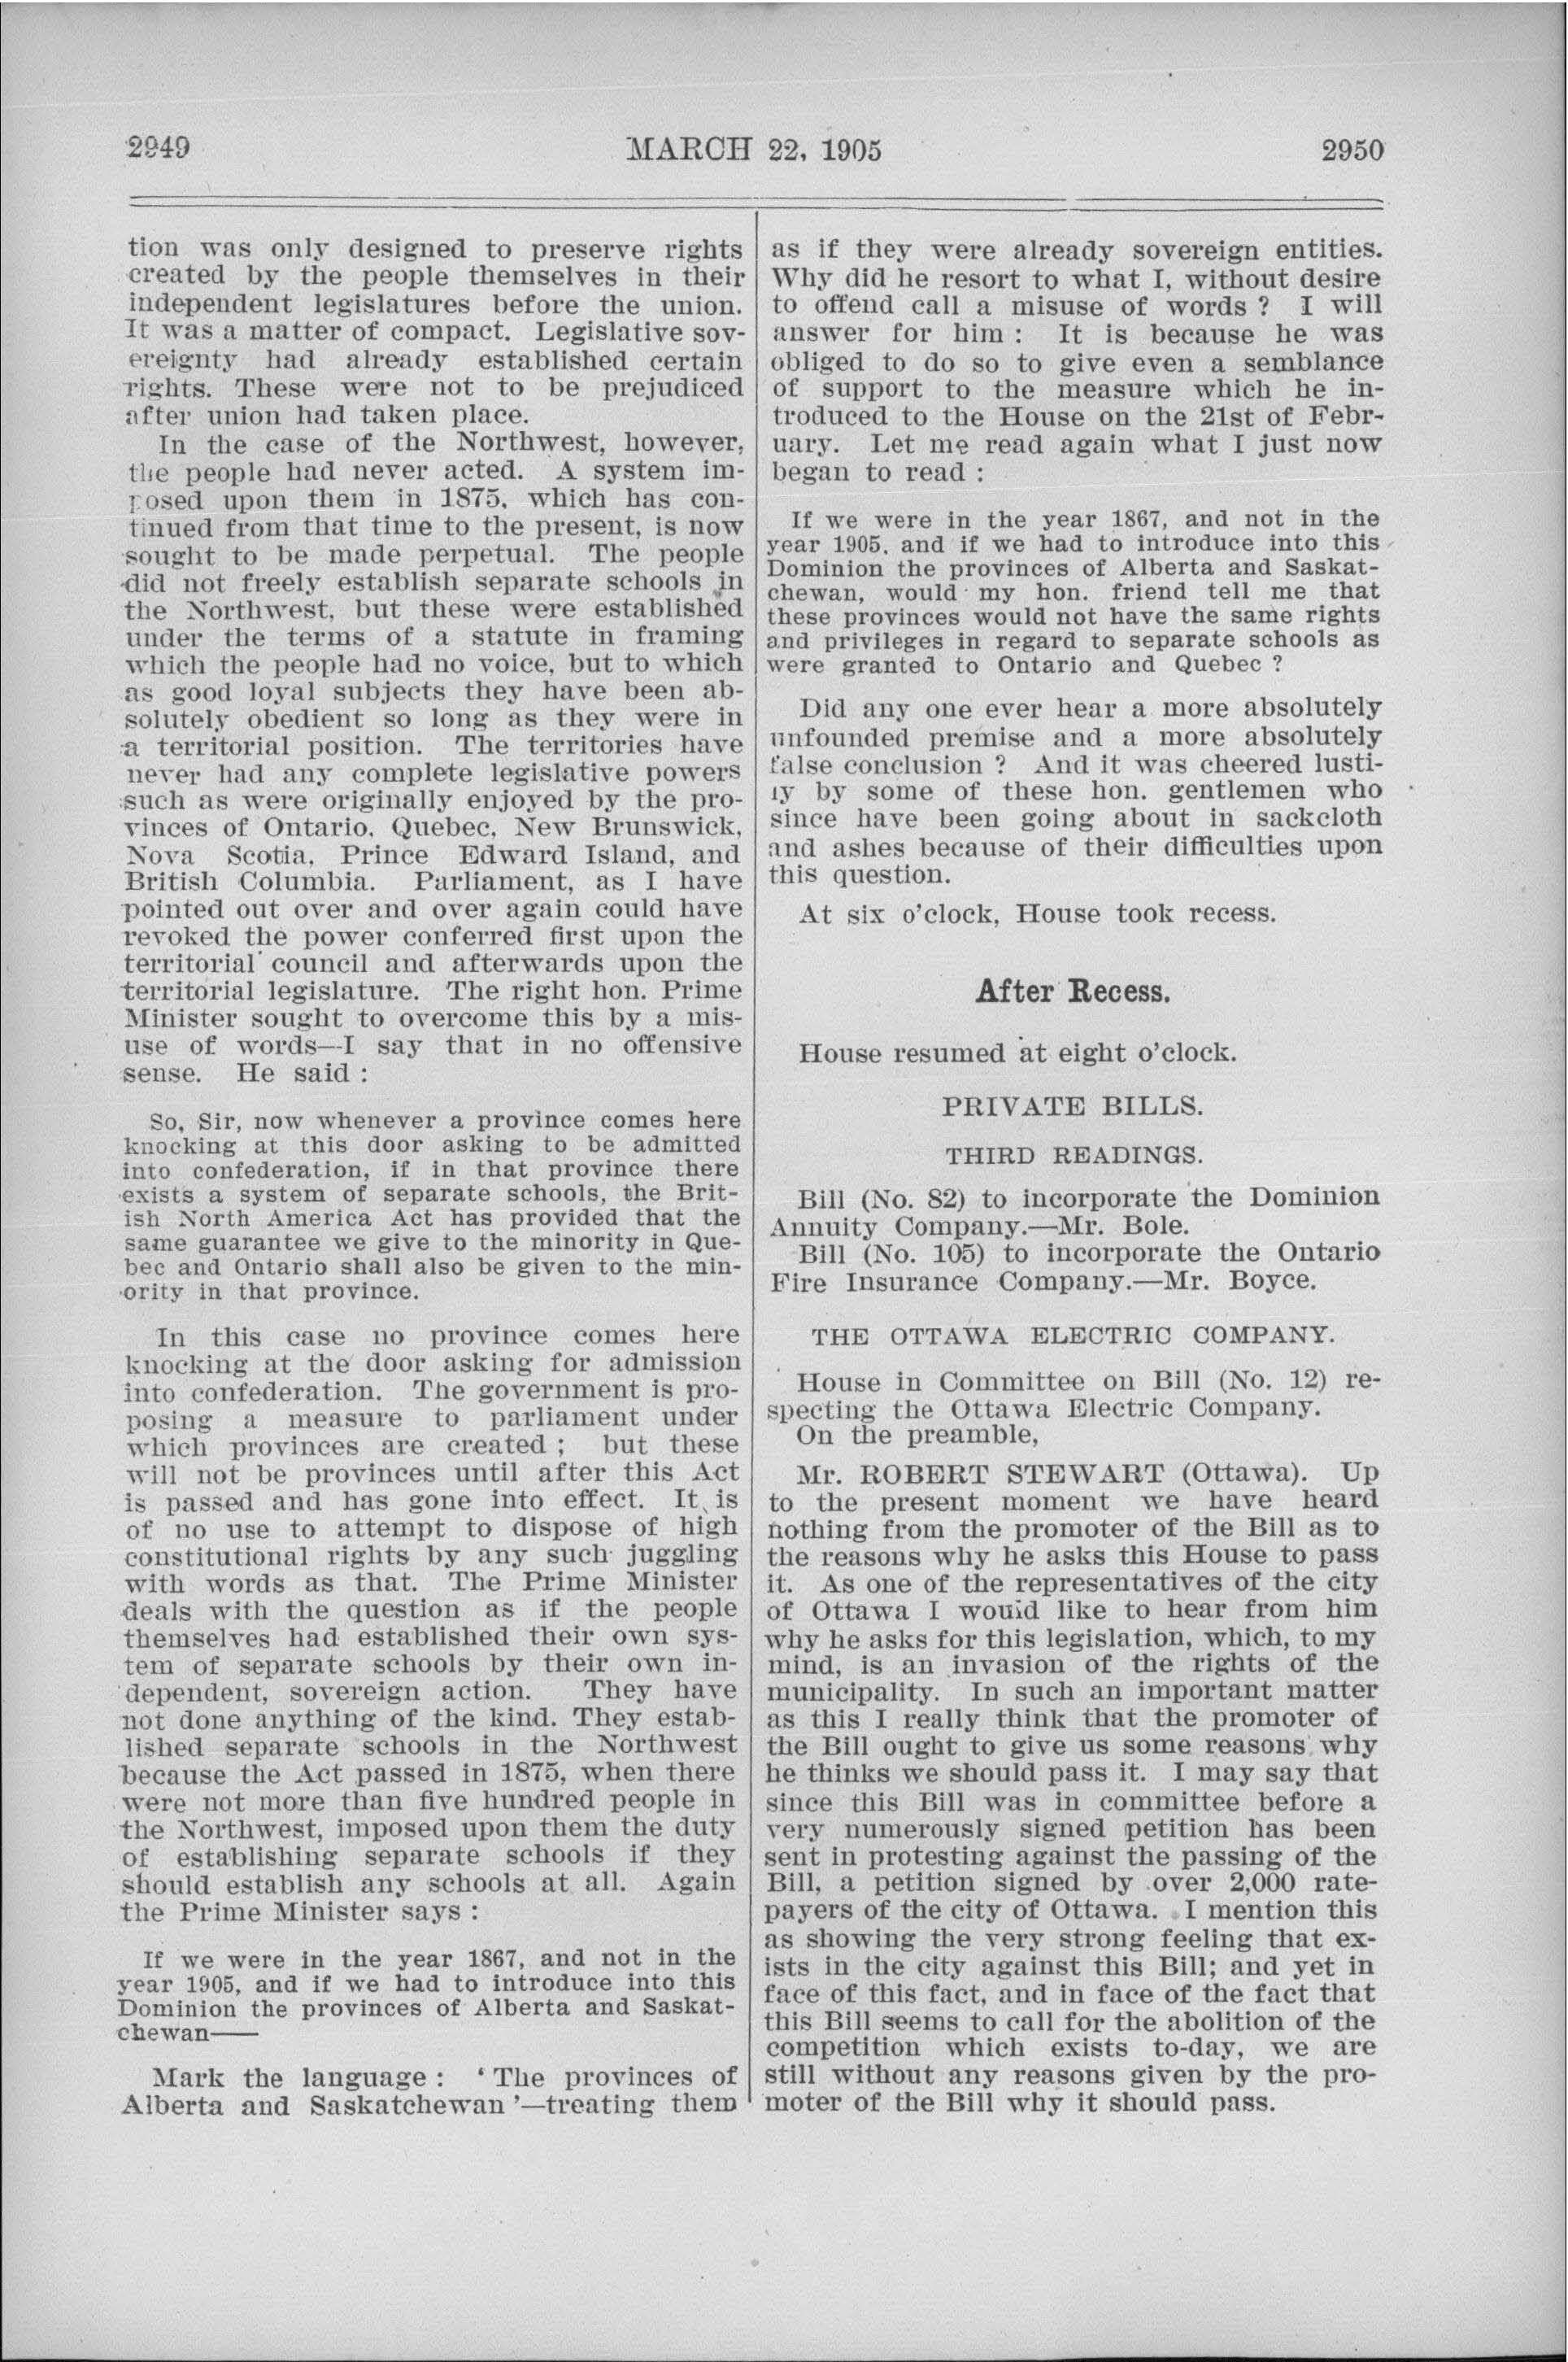 2949
MARCH 22, 1905
2950
tion was only designed to preserve rights
created by the people themselves in their
independent legislatures before the union.
It was a matter of compact. Legislative sov-
ereignty had already established certain
rights. These were not to be prejudiced
after union had taken place.
In the case of the Northwest, however,
the people had never acted. A system im-
posed upon them in 1875, which has con-
tinued from that time to the present, is now
sought to be made perpetual. The people
did not freely establish separate schools in
the Northwest, but these were established
under the terms of a statute in framing
which the people had no voice, but to which
as good loyal subjects they have been ab-
solutely obedient so long as they were in
a territorial position. The territories have
never had any complete legislative powers
such as were originally enjoyed by the pro-
vinces of Ontario, Quebec, New Brunswick,
Nova Scotia, Prince Edward Island, and
British Columbia. Parliament, as I have
pointed out over and over again could have
revoked the power conferred first upon the
territorial council and afterwards upon the
territorial legislature. The right hon. Prime
Minister sought to overcome this by a mis-
use of words—I say that in no offensive
sense. He said :
So, Sir, now whenever a province comes here
knocking at this door asking to be admitted
into confederation, if in that province there
exists a system of separate schools, the Brit-
ish North America Act has provided that the
same guarantee we give to the minority in Que-
bec and Ontario shall also be given to the min-
ority in that province.
In this case no province comes here
knocking at the door asking for admission
into confederation. The government is pro-
posing a measure to parliament under
which provinces are created ; but these
will not be provinces until after this Act
is passed and has gone into effect. It is
of no use to attempt to dispose of high
constitutional rights by any such juggling
with words as that. The Prime Minister
deals with the question as if the people
themselves had established their own sys-
tem of separate schools by their own in-
dependent, sovereign action. They have
not done anything of the kind. They estab-
lished separate schools in the Northwest
because the Act passed in 1875, when there
were not more than five hundred people in
the Northwest, imposed upon them the duty
of establishing separate schools if they
should establish any schools at all. Again
the Prime Minister says :
If we were in the year 1867, and not in the
year 1905, and if we had to introduce into this
Dominion the provinces of Alberta and Saskat-
chewan——
Mark the language : ‘ The provinces of
Alberta and Saskatchewan ’—treating them
as if they were already sovereign entities.
Why did he resort to what I, without desire
to offend call a misuse of words ? I will
answer for him : It is because he was
obliged to do so to give even a semblance
of support to the measure which he in-
troduced to the House on the 21st of Febr-
uary. Let me read again what I just now
began to read :
If we were in the year 1867, and not in the
year 1905, and if we had to introduce into this
Dominion the provinces of Alberta and Saskat-
chewan, would my hon. friend tell me that
these provinces would not have the same rights
and privileges in regard to separate schools as
were granted to Ontario and Quebec ?
Did any one ever hear a more absolutely
unfounded premise and a more absolutely
false conclusion ? And it was cheered lusti-
ly by some of these hon. gentlemen who
since have been going about in sackcloth
and ashes because of their difficulties upon
this question.
At six o’clock, House took recess.
After Recess.
House resumed at eight o’clock.
PRIVATE BILLS.
THIRD READINGS.
Bill (No. 82) to incorporate the Dominion
Annuity Company.—Mr. Bole.
Bill (No. 105) to incorporate the Ontario
Fire Insurance Company.—Mr. Boyce.
THE OTTAWA ELECTRIC COMPANY.
House in Committee on Bill (No. 12) re-
specting the Ottawa Electric Company.
On the preamble,
Mr. ROBERT STEWART (Ottawa). Up
to the present moment we have heard
nothing from the promoter of the Bill as to
the reasons why he asks this House to pass
it. As one of the representatives of the city
of Ottawa I would like to hear from him
why he asks for this legislation, which, to my
mind, is an invasion of the rights of the
municipality. In such an important matter
as this I really think that the promoter of
the Bill ought to give us some reasons why
he thinks we should pass it. I may say that
since this Bill was in committee before a
very numerously signed petition has been
sent in protesting against the passing of the
Bill, a petition signed by over 2,000 rate-
payers of the city of Ottawa. I mention this
as showing the very strong feeling that ex-
ists in the city against this Bill; and yet in
face of this fact, and in face of the fact that
this Bill seems to call for the abolition of the
competition which exists to-day, we are
still without any reasons given by the pro-
moter of the Bill why it should pass.